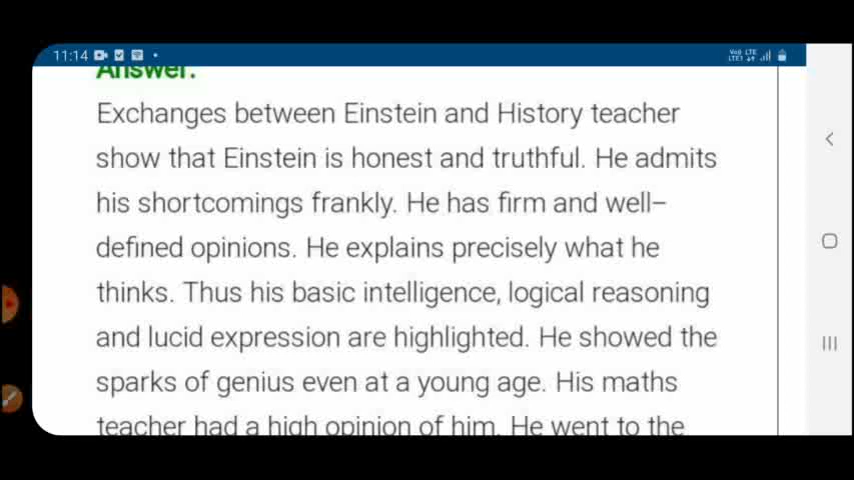 11:14
Answer:
Exchanges between Einstein and History teacher
show that Einstein is honest and truthful. He admits
his shortcomings frankly. He has firm and well–
defined opinions. He explains precisely what he
thinks. Thus his basic intelligence, logical reasoning
and lucid expression are highlighted. He showed the
sparks of genius even at a young age. His maths
teacher had a high opinion of him. He went to the